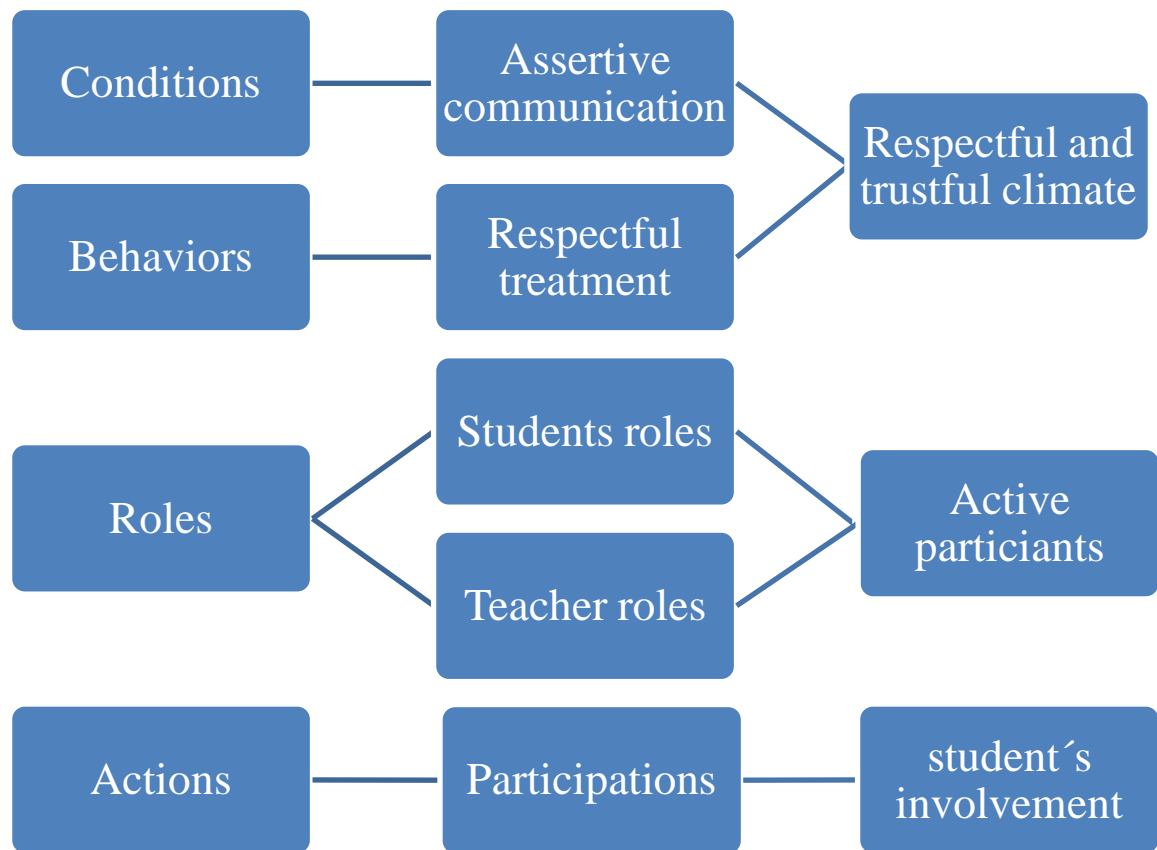 Conditions
Assertive
communication
Respectful and
trustful climate
Behaviors
Respectful
treatment
Roles
Students roles
Teacher roles
Active
particiants
Actions
Participations
student´s
involvement